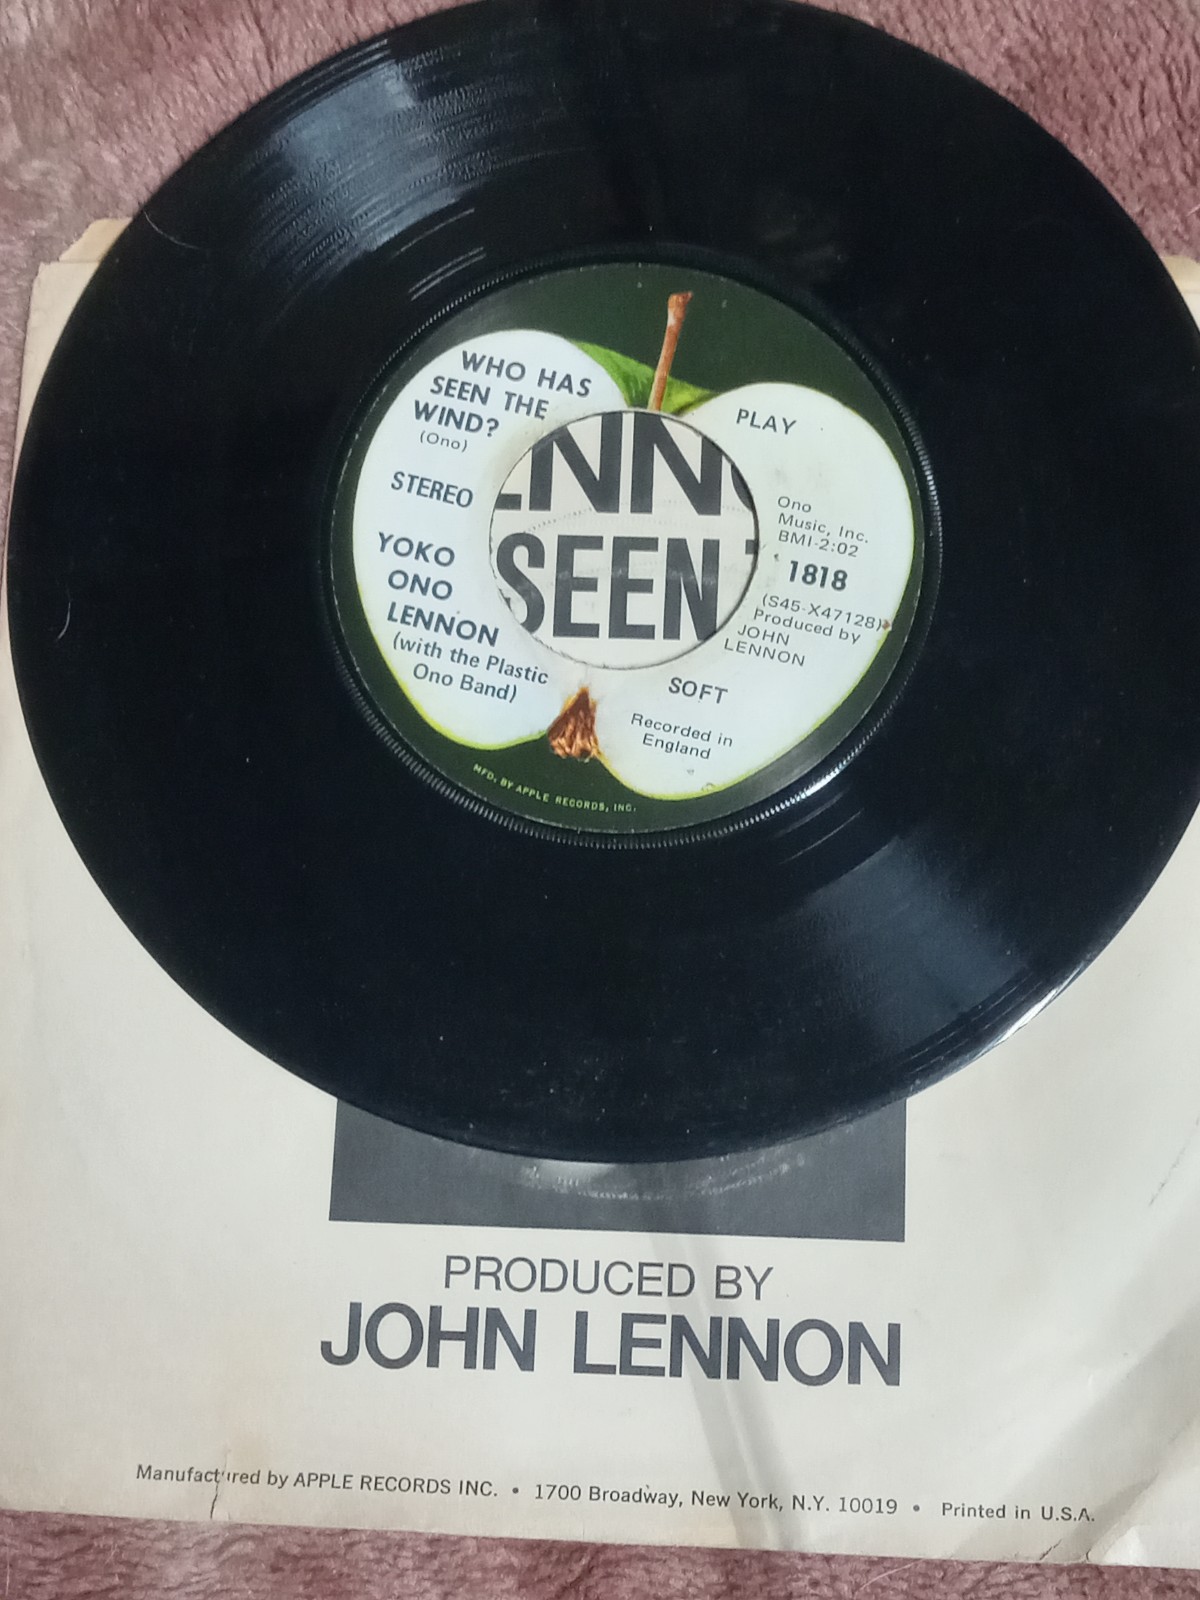 WHO HAS
SEEN THE
WIND?
(Ono)
STEREO
YOKO
ONO
LENNON
(with the Plastic
Ono Band)
PLAY
Ono
Music, Inc.
BMI-2:02
1818
(S45-X47128)
Produced by
JOHN
LENNON
SOFT
Recorded in
England
MFD. BY APPLE RECORDS, INC.
ENN
SEEN
PRODUCED BY
JOHN LENNON
Manufactured by APPLE RECORDS INC. • 1700 Broadway, New York, N.Y. 10019 • Printed in U.S.A.